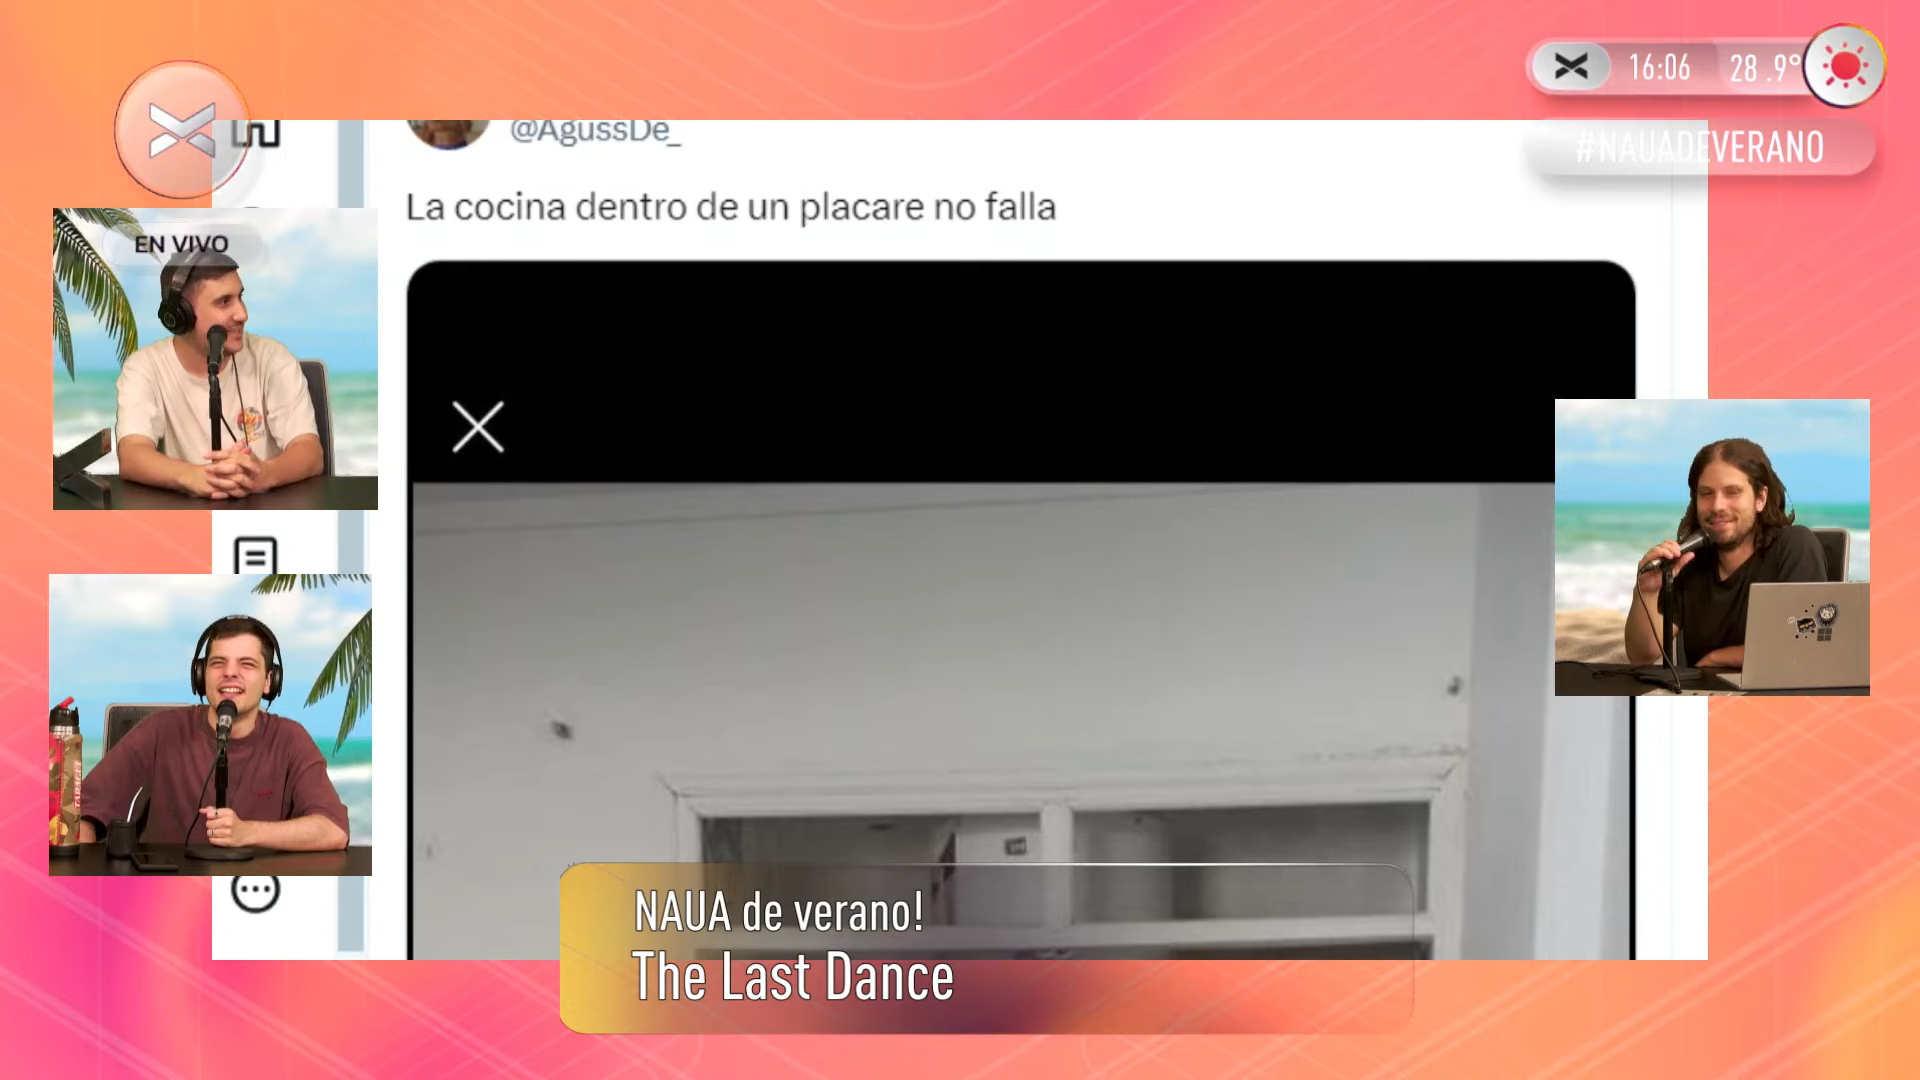 16:06 28.9°
#NAUADEVERANO
@AgussDe_
La cocina dentro de un placare no falla
EN VIVO
NAUA de verano!
The Last Dance